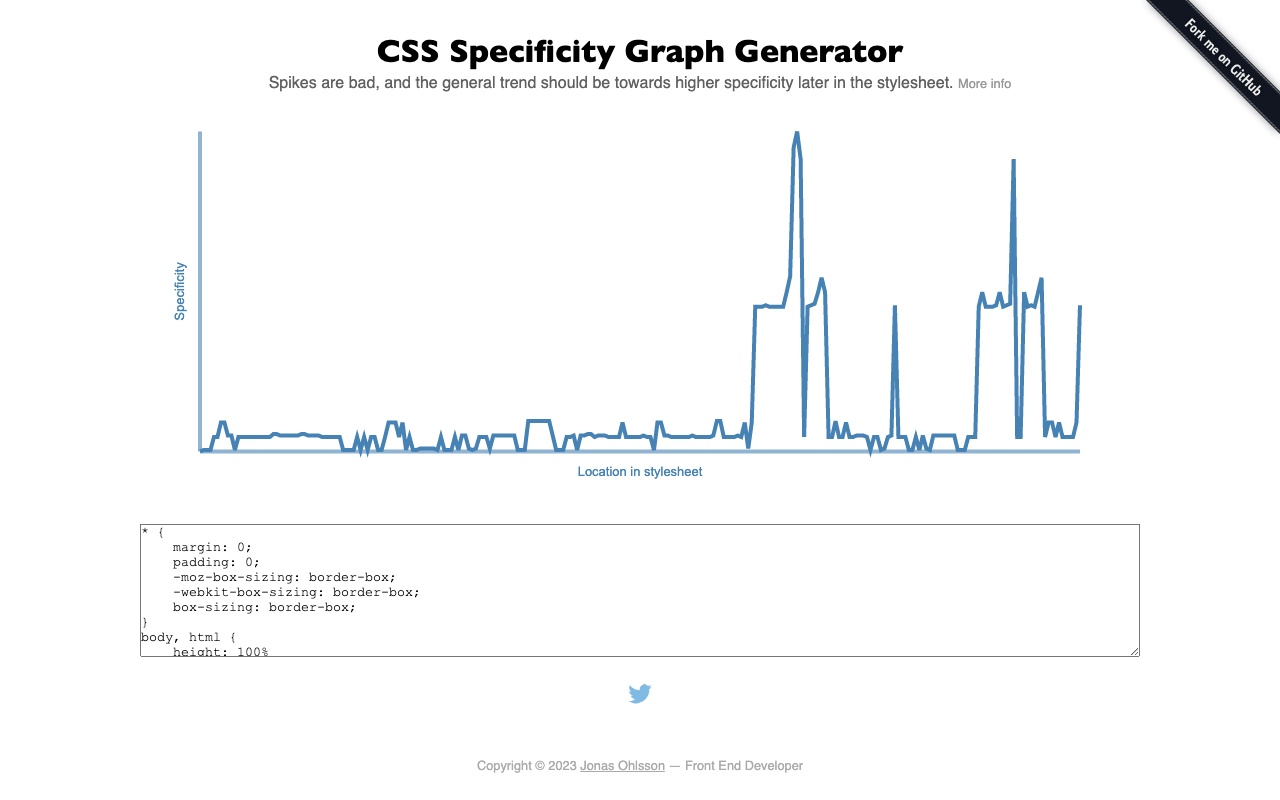 Fork me on GitHub
CSS Specificity Graph Generator
Spikes are bad, and the general trend should be towards higher specificity later in the stylesheet. More info
Specificity
Location in stylesheet
* {
    margin: 0;
    padding: 0;
    -moz-box-sizing: border-box;
    -webkit-box-sizing: border-box;
    box-sizing: border-box;
}
body, html {
    height: 100%
Copyright © 2023 Jonas Ohlsson — Front End Developer